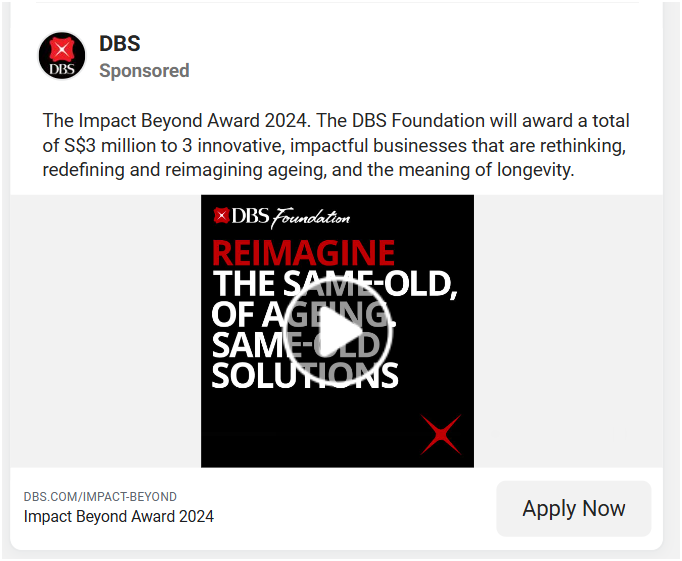 DBS
DBS
Sponsored
The Impact Beyond Award 2024. The DBS Foundation will award a total
of S$3 million to 3 innovative, impactful businesses that are rethinking,
redefining and reimagining ageing, and the meaning of longevity.
DBS Foundation
REIMAGINE
THE SAME-OLD,
OF AGEING.
SAME-OLD
SOLUTIONS
DBS.COM/IMPACT-BEYOND
Impact Beyond Award 2024
Apply Now